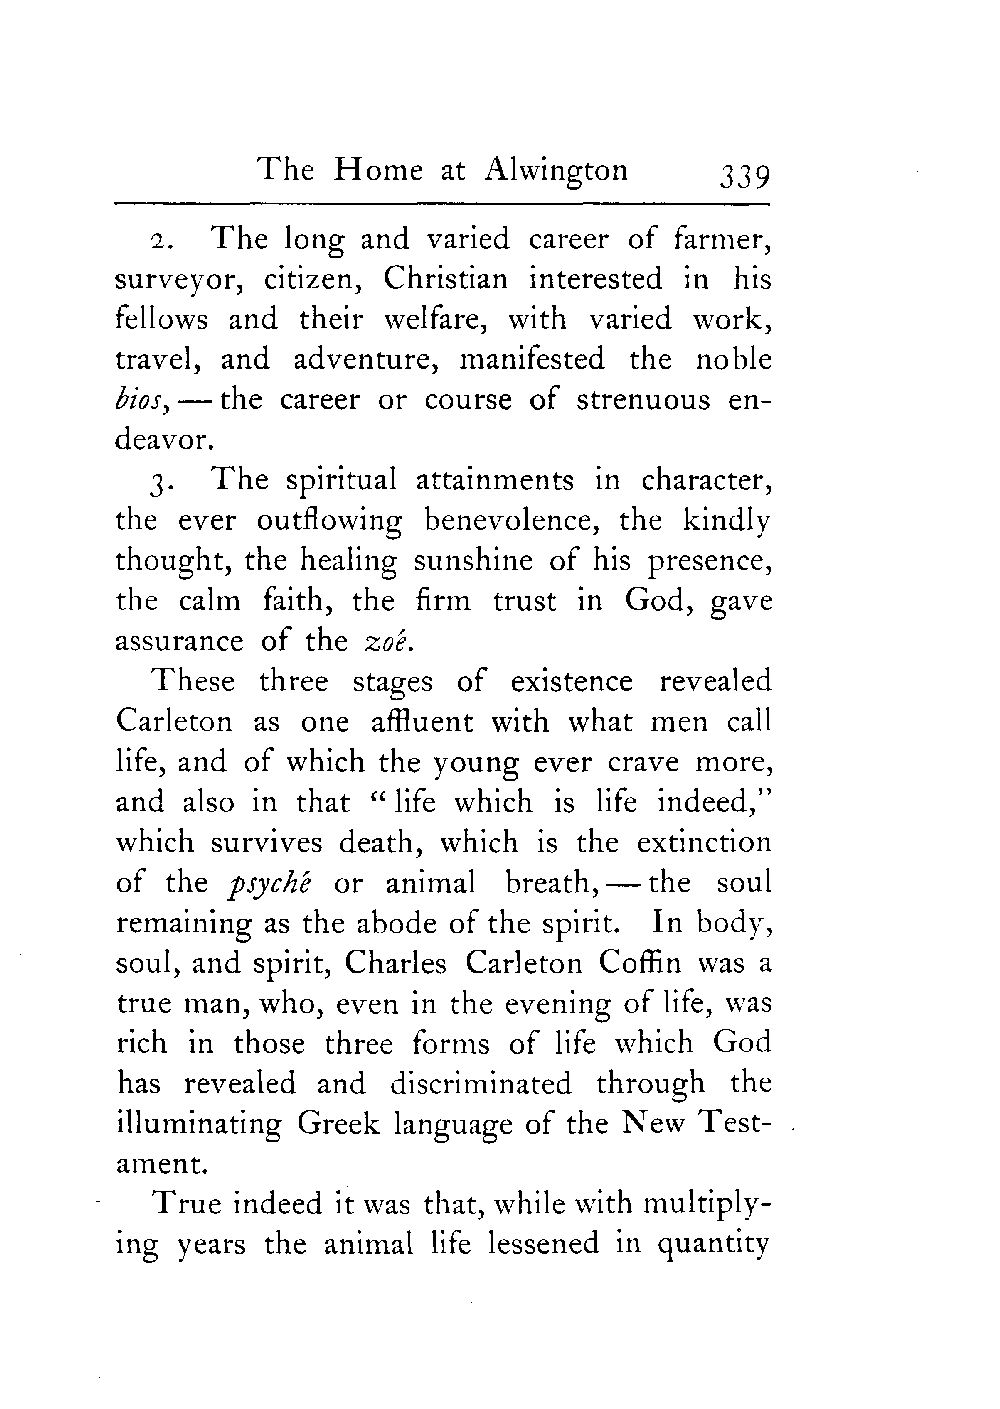 The Home at Alwington 339
2. The long and varied career of farmer,
surveyor, citizen, Christian interested in his
fellows and their welfare, with varied work,
travel, and adventure, manifested the noble
bios, — the career or course of strenuous en-
deavor.
3. The spiritual attainments in character,
the ever outflowing benevolence, the kindly
thought, the healing sunshine of his presence,
the calm faith, the firm trust in God, gave
assurance of the zoé.
These three stages of existence revealed
Carleton as one affluent with what men call
life, and of which the young ever crave more,
and also in that “life which is life indeed,”
which survives death, which is the extinction
of the psyché or animal breath, — the soul
remaining as the abode of the spirit. In body,
soul, and spirit, Charles Carleton Coffin was a
true man, who, even in the evening of life, was
rich in those three forms of life which God
has revealed and discriminated through the
illuminating Greek language of the New Test-
ament.
True indeed it was that, while with multiply-
ing years the animal life lessened in quantity